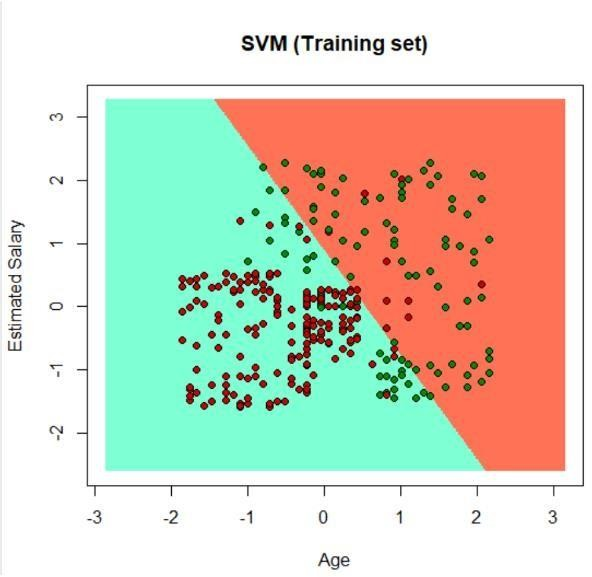 SVM (Training set)
Estimated Salary
3
2
1
0
-1
-2
-3 -2 -1 0 1 2 3
Age